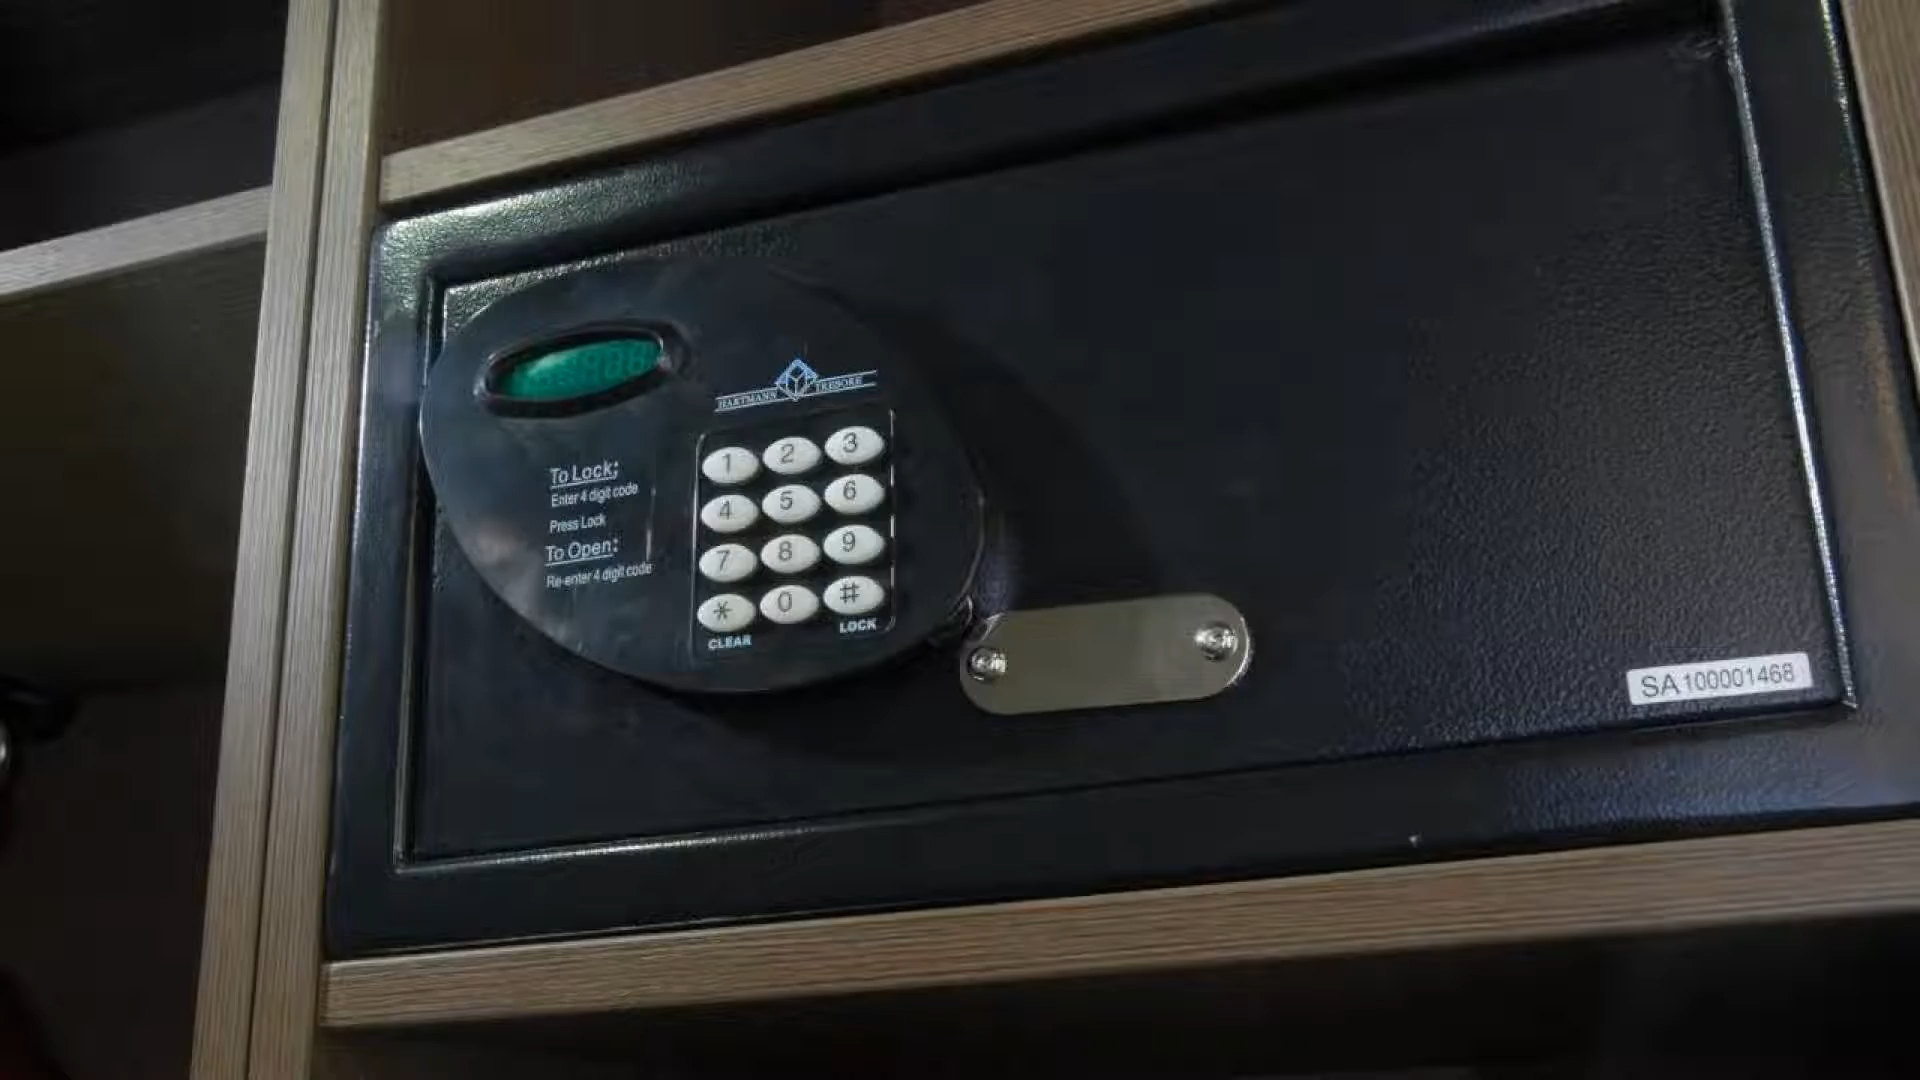 HARTMANN TRESORE
To Lock:
Enter 4 digit code
Press Lock
To Open:
Re-enter 4 digit code
1 2 3
4 5 6
7 8 9
* 0 #
CLEAR LOCK
SA100001468